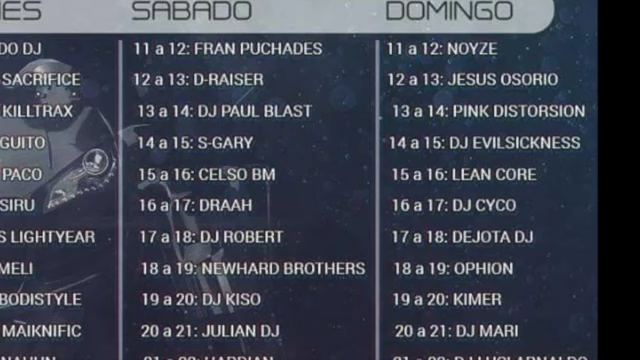 SABADO
DOMINGO
DO DJ
11 a 12: FRAN PUCHADES
11 a 12: NOYZE
SACRIFICE
12 a 13: D-RAISER
12 a 13: JESUS OSORIO
KILLTRAX
13 a 14: DJ PAUL BLAST
13 a 14: PINK DISTORSION
GUITO
14 a 15: S-GARY
14 a 15: DJ EVILSICKNESS
PACO
15 a 16: CELSO BM
15 a 16: LEAN CORE
SIRU
16 a 17: DRAAH
16 a 17: DJ CYCO
S LIGHTYEAR
17 a 18: DJ ROBERT
17 a 18: DEJOTA DJ
MELI
18 a 19: NEWHARD BROTHERS
18 a 19: OPHION
BODISTYLE
19 a 20: DJ KISO
19 a 20: KIMER
MAIKNIFIC
20 a 21: JULIAN DJ
20 a 21: DJ MARI